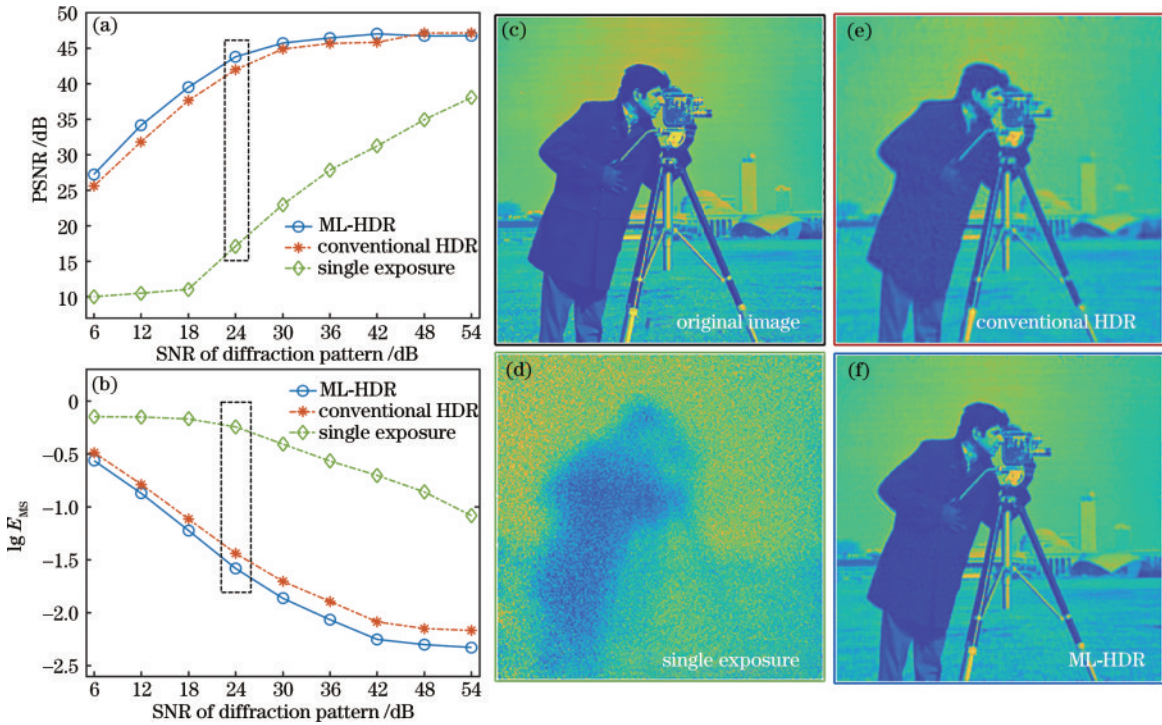 (a)
PSNR /dB
50
45
40
35
30
25
20
15
10
ML-HDR
conventional HDR
single exposure
6 12 18 24 30 36 42 48 54
SNR of diffraction pattern /dB
(b)
lg E_MS
0
−0.5
−1.0
−1.5
−2.0
−2.5
ML-HDR
conventional HDR
single exposure
6 12 18 24 30 36 42 48 54
SNR of diffraction pattern /dB
(c)
original image
(d)
single exposure
(e)
conventional HDR
(f)
ML-HDR